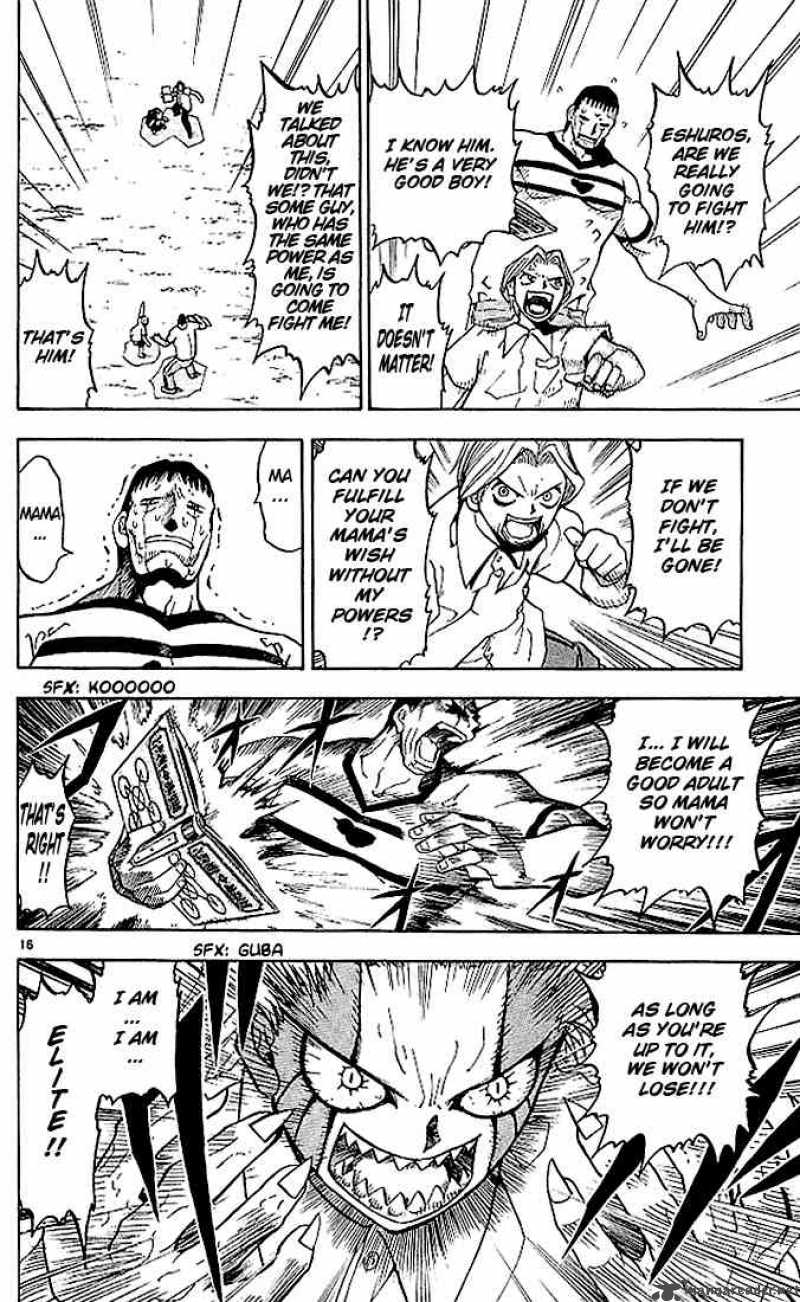 ESHUROS,
ARE WE
REALLY
GOING
TO FIGHT
HIM!?
I KNOW HIM.
HE'S A VERY
GOOD BOY!
IT
DOESN'T
MATTER!
WE
TALKED
ABOUT
THIS,
DIDN'T
WE!? THAT
SOME GUY,
WHO HAS
THE SAME
POWER AS
ME, IS
GOING TO
COME
FIGHT ME!
THAT'S
HIM!
IF WE
DON'T
FIGHT,
I'LL BE
GONE!
CAN YOU
FULFILL
YOUR
MAMA'S
WISH
WITHOUT
MY
POWERS
!?
MA
...
MAMA
...
SFX: KOOOOOO
I... I WILL
BECOME A
GOOD ADULT
SO MAMA
WON'T
WORRY!!!
THAT'S
RIGHT
!!
16
SFX: GUBA
AS LONG
AS YOU'RE
UP TO IT,
WE WON'T
LOSE!!!
I AM
...
I AM
...
ELITE!!
mangareader.net